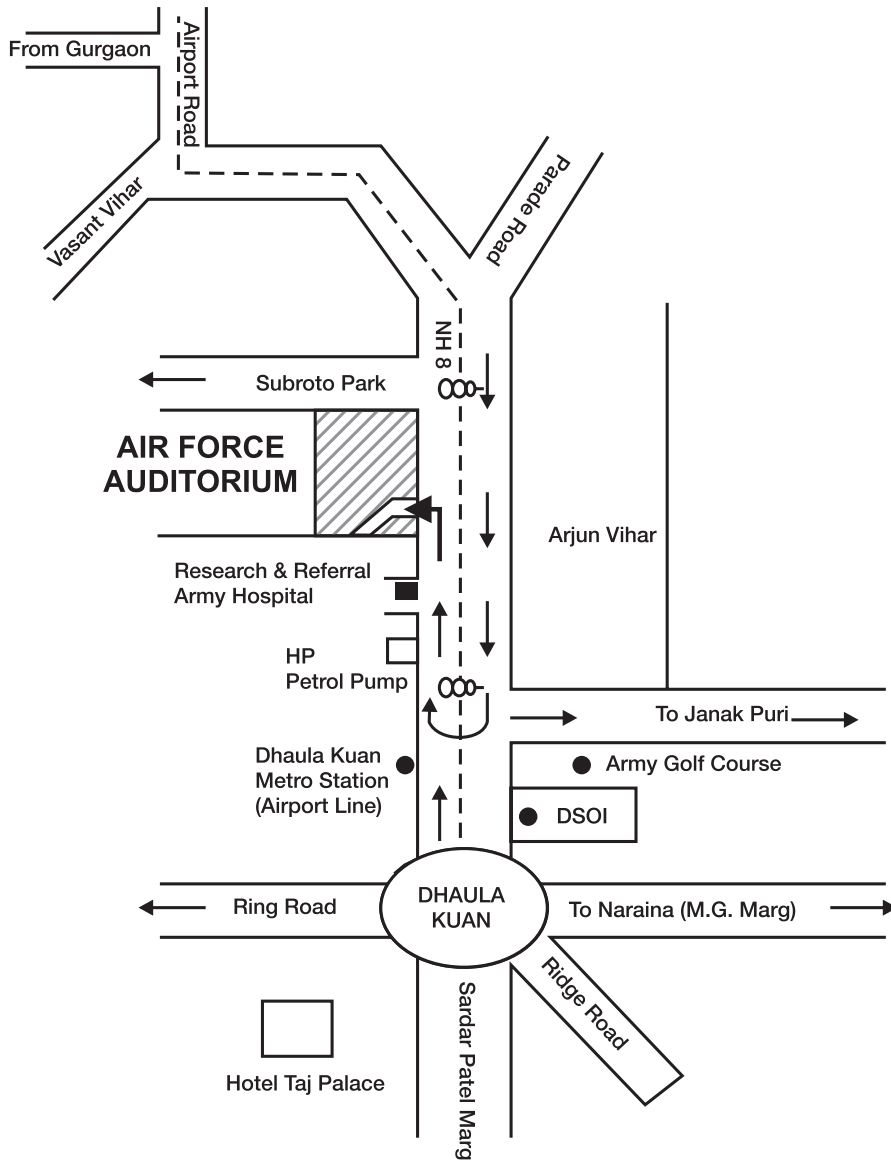 From Gurgaon
Airport Road
Vasant Vihar
Parade Road
NH 8
Subroto Park
AIR FORCE
AUDITORIUM
Arjun Vihar
Research & Referral
Army Hospital
HP
Petrol Pump
To Janak Puri
Dhaula Kuan
Metro Station
(Airport Line)
Army Golf Course
DSOI
Ring Road
DHAULA
KUAN
To Naraina (M.G. Marg)
Ridge Road
Sardar Patel Marg
Hotel Taj Palace